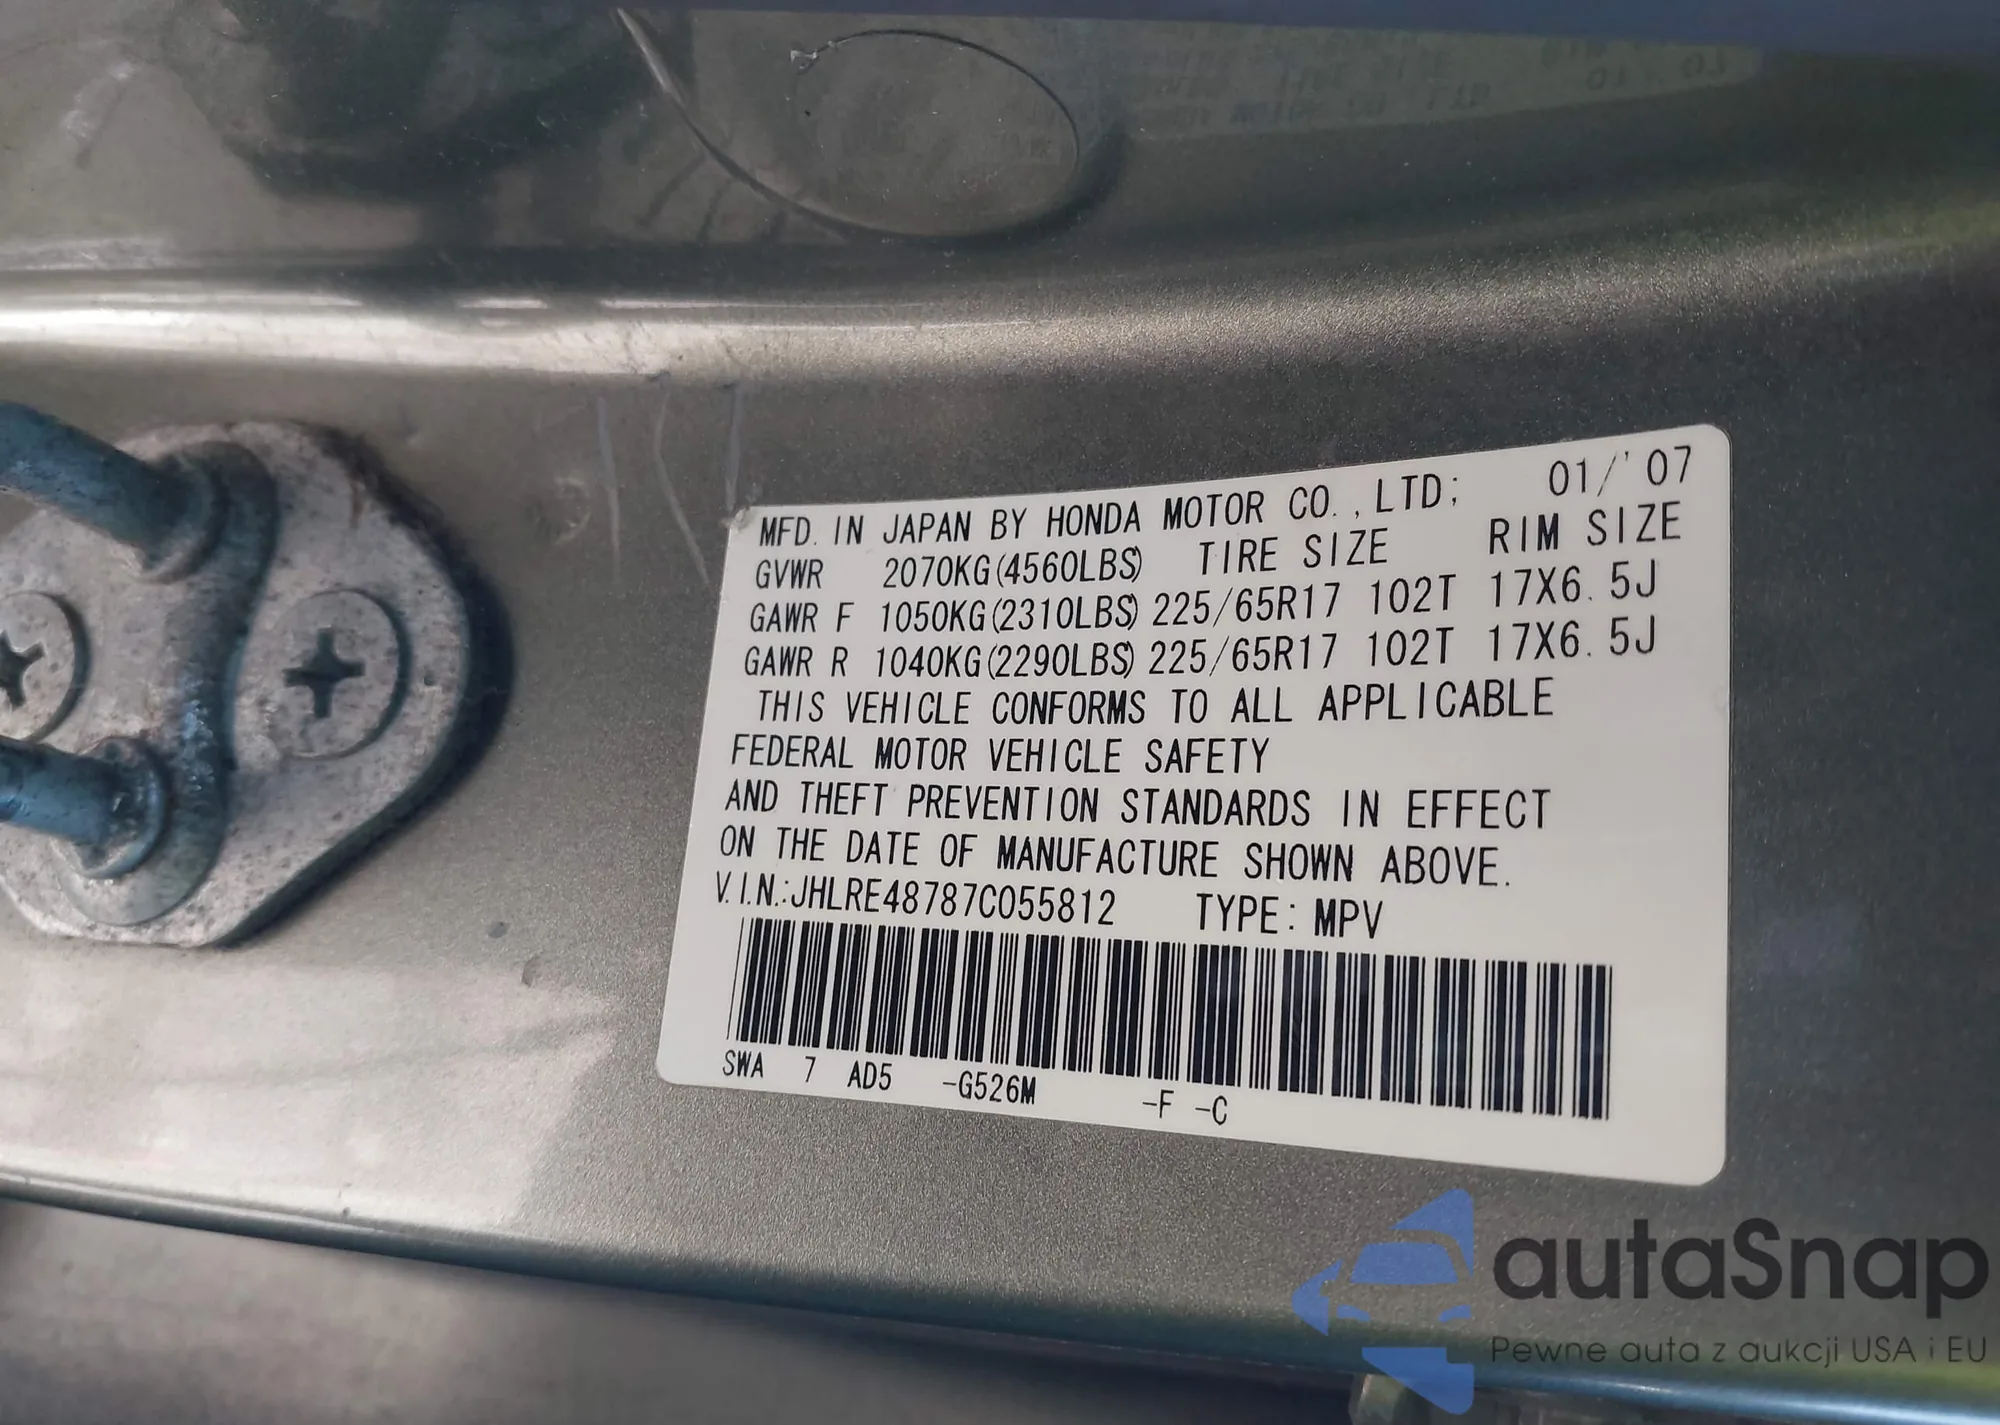 MFD. IN JAPAN BY HONDA MOTOR CO.,LTD; 01/'07
GVWR 2070KG(4560LBS) TIRE SIZE RIM SIZE
GAWR F 1050KG(2310LBS) 225/65R17 102T 17X6.5J
GAWR R 1040KG(2290LBS) 225/65R17 102T 17X6.5J
THIS VEHICLE CONFORMS TO ALL APPLICABLE
FEDERAL MOTOR VEHICLE SAFETY
AND THEFT PREVENTION STANDARDS IN EFFECT
ON THE DATE OF MANUFACTURE SHOWN ABOVE.
V.I.N.:JHLRE48787C055812 TYPE: MPV
SWA 7 AD5 -G526M -F -C
autaSnap
Pewne auta z aukcji USA i EU